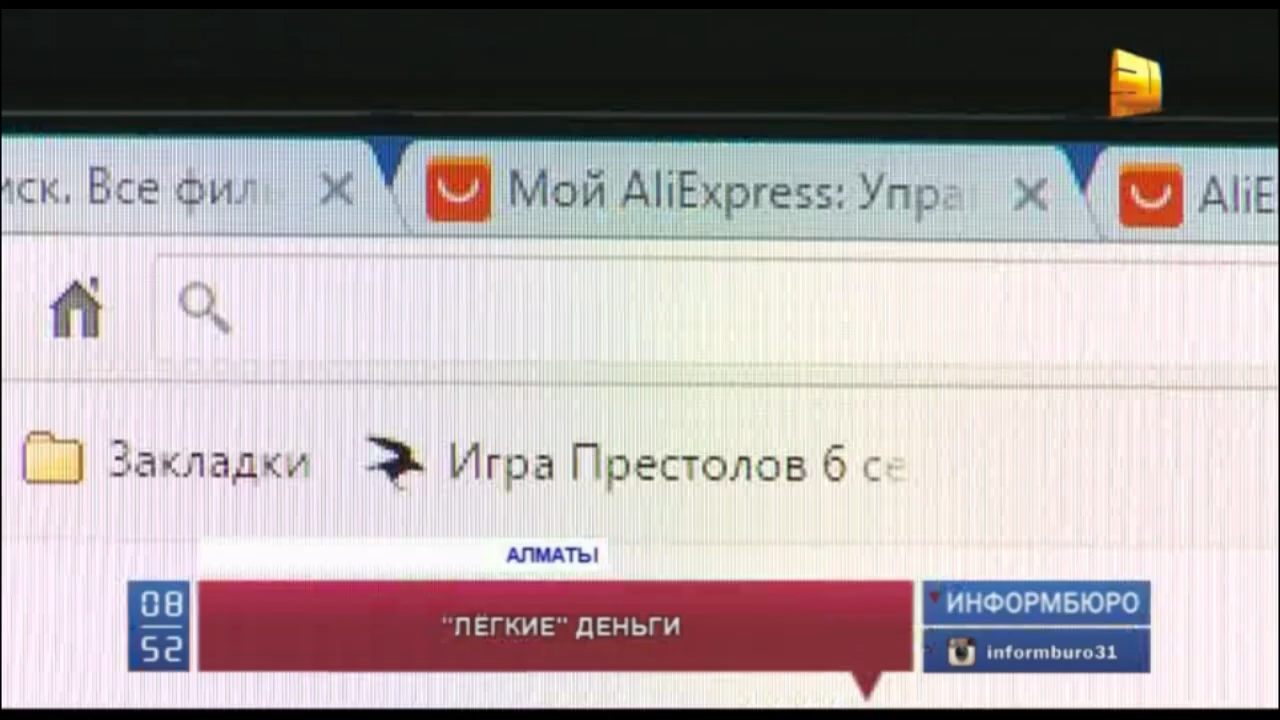 иск. Все фил
Мой AliExpress: Упра
AliE
Закладки
Игра Престолов 6 се
АЛМАТЫ
08
52
"ЛЁГКИЕ" ДЕНЬГИ
ИНФОРМБЮРО
informburo31
31